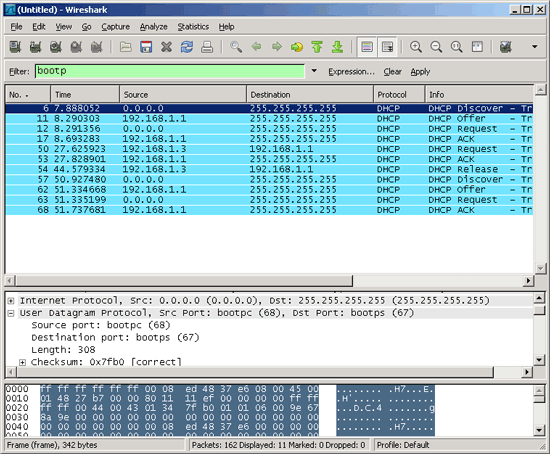 (Untitled) - Wireshark
File Edit View Go Capture Analyze Statistics Help
Filter: bootp Expression... Clear Apply
No. Time Source Destination Protocol Info
6 7.888052 0.0.0.0 255.255.255.255 DHCP DHCP Discover - Tr
11 8.290303 192.168.1.1 255.255.255.255 DHCP DHCP Offer - Tr
12 8.291356 0.0.0.0 255.255.255.255 DHCP DHCP Request - Tr
17 8.693283 192.168.1.1 255.255.255.255 DHCP DHCP ACK - Tr
50 27.625923 192.168.1.3 192.168.1.1 DHCP DHCP Request - Tr
53 27.828901 192.168.1.1 255.255.255.255 DHCP DHCP ACK - Tr
54 44.579334 192.168.1.3 192.168.1.1 DHCP DHCP Release - Tr
57 50.927480 0.0.0.0 255.255.255.255 DHCP DHCP Discover - Tr
62 51.334668 192.168.1.1 255.255.255.255 DHCP DHCP Offer - Tr
63 51.335199 0.0.0.0 255.255.255.255 DHCP DHCP Request - Tr
68 51.737681 192.168.1.1 255.255.255.255 DHCP DHCP ACK - Tr
Internet Protocol, Src: 0.0.0.0 (0.0.0.0), Dst: 255.255.255.255 (255.255.255.255)
User Datagram Protocol, Src Port: bootpc (68), Dst Port: bootps (67)
Source port: bootpc (68)
Destination port: bootps (67)
Length: 308
Checksum: 0x7fb0 [correct]
0000 ff ff ff ff ff ff 00 08 ed 48 37 e6 08 00 45 00 ........ .H7...E.
0010 01 48 27 b7 00 00 80 11 11 ef 00 00 00 00 ff ff .H'..... ........
0020 ff ff 00 44 00 43 01 34 7f b0 01 01 06 00 9e 67 ...D.C.4 .......g
0030 8a 9e 00 00 00 00 00 00 00 00 00 00 00 00 00 00 ........ ........
0040 00 00 00 00 00 00 00 08 ed 48 37 e6 00 00 00 00 ........ .H7.....
Frame (frame), 342 bytes Packets: 162 Displayed: 11 Marked: 0 Dropped: 0 Profile: Default